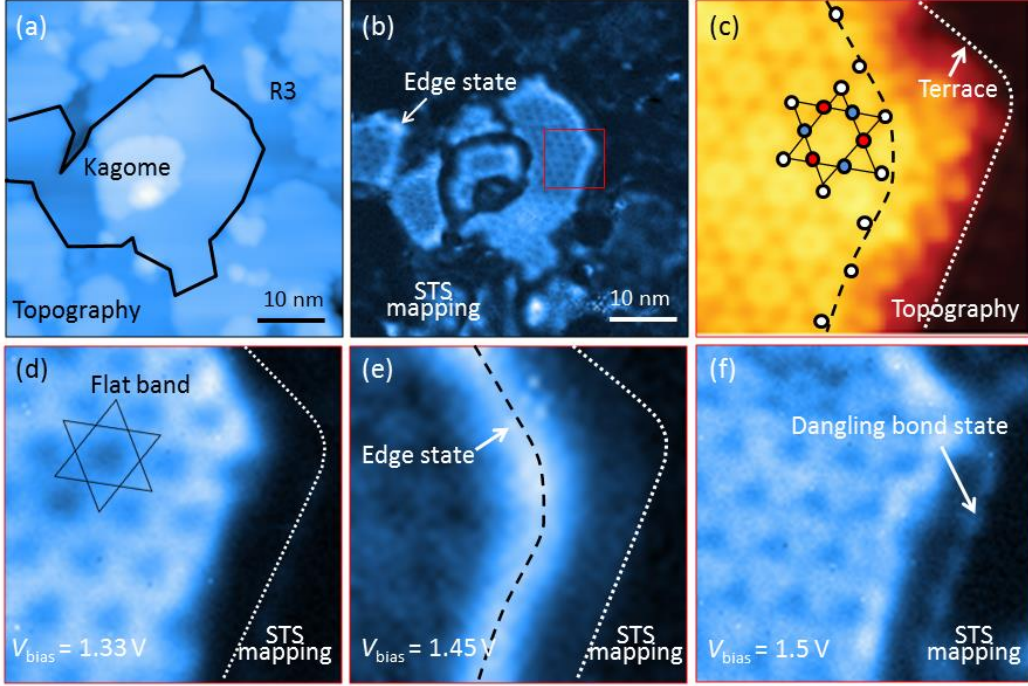 (a)
R3
Kagome
Topography
10 nm
(b)
Edge state
STS
mapping
10 nm
(c)
Terrace
Topography
(d)
Flat band
V_bias = 1.33 V
STS
mapping
(e)
Edge state
V_bias = 1.45 V
STS
mapping
(f)
Dangling bond state
V_bias = 1.5 V
STS
mapping